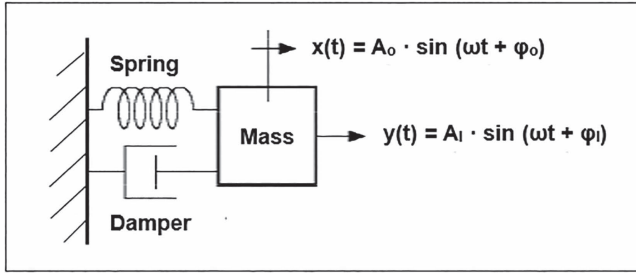 x(t) = Ao · sin (ωt + φo)
Spring
Mass
y(t) = AI · sin (ωt + φI)
Damper